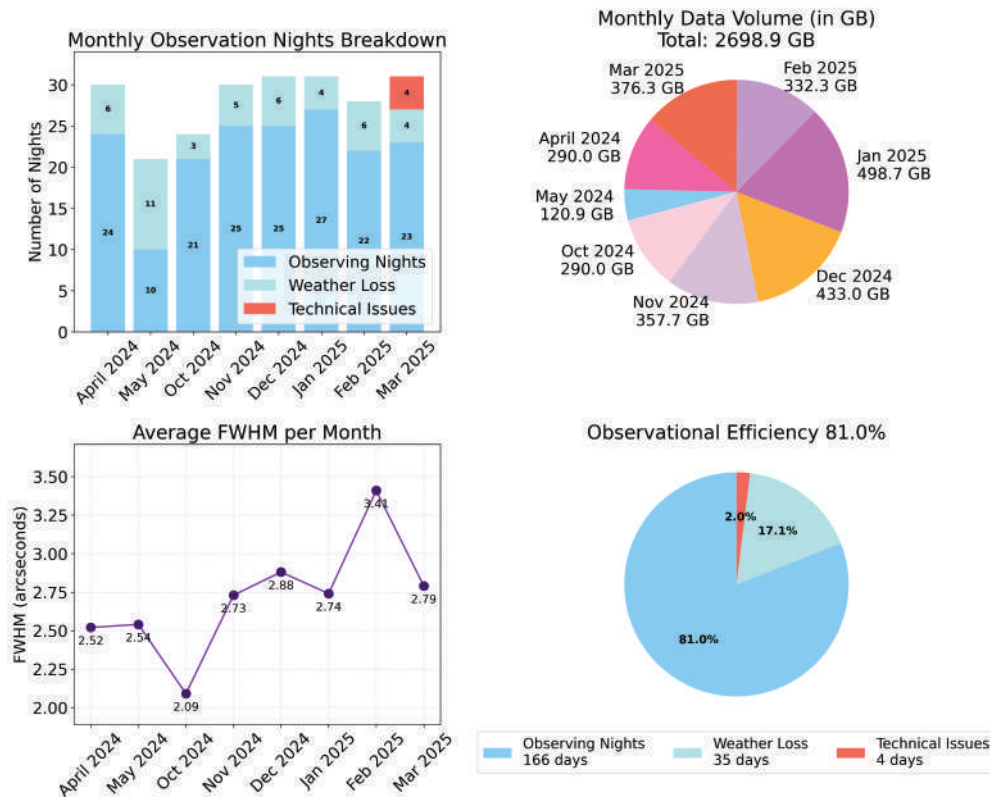 Monthly Observation Nights Breakdown
Number of Nights
30
25
20
15
10
5
0
6
24
11
10
3
21
5
25
6
25
4
27
6
22
4
4
23
Observing Nights
Weather Loss
Technical Issues
April 2024
May 2024
Oct 2024
Nov 2024
Dec 2024
Jan 2025
Feb 2025
Mar 2025
Monthly Data Volume (in GB)
Total: 2698.9 GB
Feb 2025
332.3 GB
Jan 2025
498.7 GB
Dec 2024
433.0 GB
Nov 2024
357.7 GB
Oct 2024
290.0 GB
May 2024
120.9 GB
April 2024
290.0 GB
Mar 2025
376.3 GB
Average FWHM per Month
FWHM (arcseconds)
3.50
3.25
3.00
2.75
2.50
2.25
2.00
2.52
2.54
2.09
2.73
2.88
2.74
3.41
2.79
April 2024
May 2024
Oct 2024
Nov 2024
Dec 2024
Jan 2025
Feb 2025
Mar 2025
Observational Efficiency 81.0%
2.0%
17.1%
81.0%
Observing Nights
166 days
Weather Loss
35 days
Technical Issues
4 days